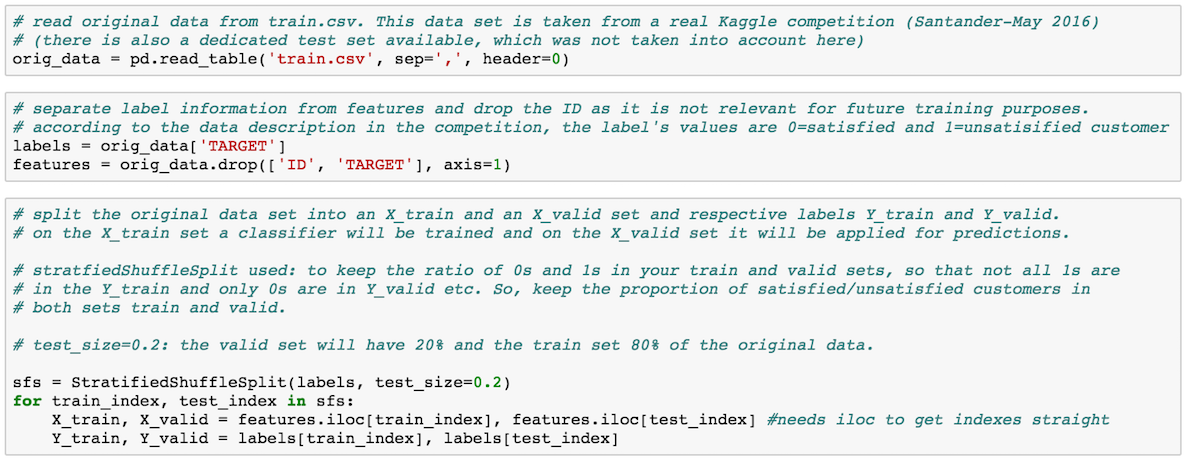 # read original data from train.csv. This data set is taken from a real Kaggle competition (Santander-May 2016)
# (there is also a dedicated test set available, which was not taken into account here)
orig_data = pd.read_table('train.csv', sep=',', header=0)
# separate label information from features and drop the ID as it is not relevant for future training purposes.
# according to the data description in the competition, the label's values are 0=satisfied and 1=unsatisified customer
labels = orig_data['TARGET']
features = orig_data.drop(['ID', 'TARGET'], axis=1)
# split the original data set into an X_train and an X_valid set and respective labels Y_train and Y_valid.
# on the X_train set a classifier will be trained and on the X_valid set it will be applied for predictions.
# stratfiedShuffleSplit used: to keep the ratio of 0s and 1s in your train and valid sets, so that not all 1s are
# in the Y_train and only 0s are in Y_valid etc. So, keep the proportion of satisfied/unsatisfied customers in
# both sets train and valid.
# test_size=0.2: the valid set will have 20% and the train set 80% of the original data.
sfs = StratifiedShuffleSplit(labels, test_size=0.2)
for train_index, test_index in sfs:
    X_train, X_valid = features.iloc[train_index], features.iloc[test_index] #needs iloc to get indexes straight
    Y_train, Y_valid = labels[train_index], labels[test_index]